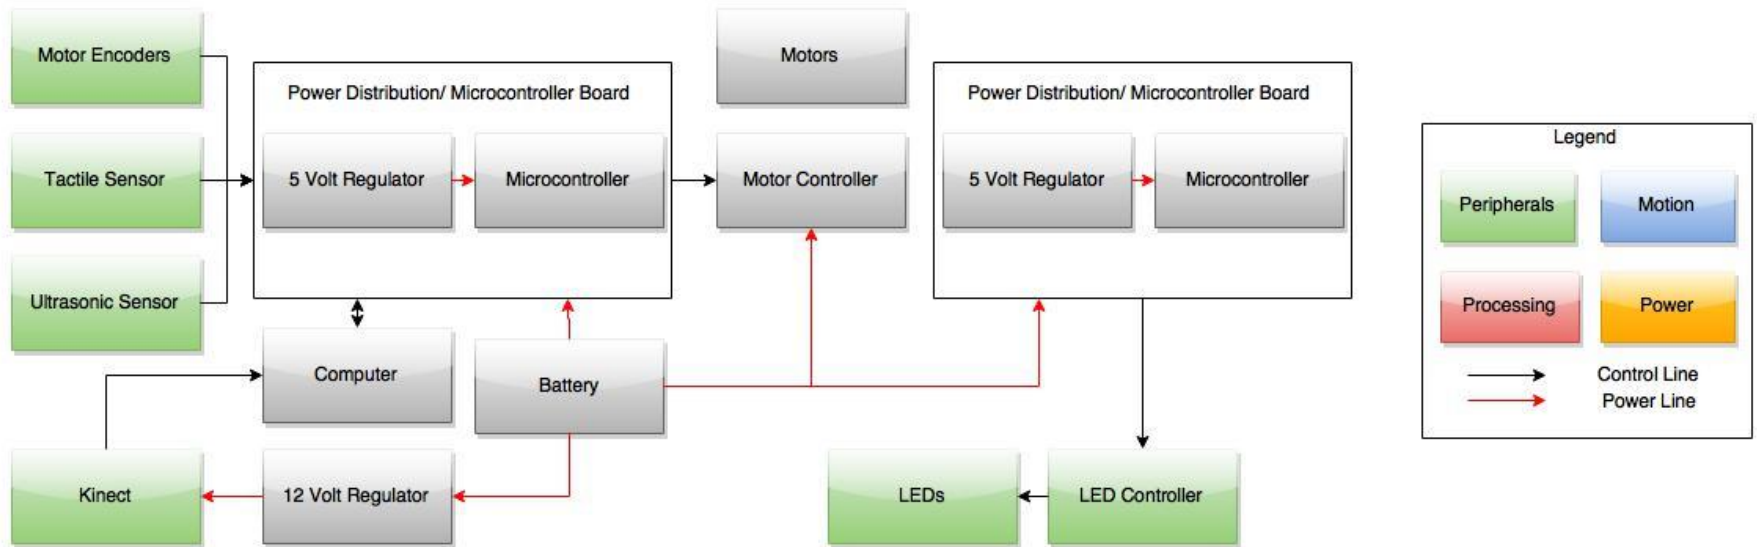 Motor Encoders
Motors
Power Distribution/ Microcontroller Board
Power Distribution/ Microcontroller Board
Legend
Tactile Sensor
5 Volt Regulator
Microcontroller
Motor Controller
5 Volt Regulator
Microcontroller
Peripherals
Motion
Ultrasonic Sensor
Processing
Power
Computer
Battery
Control Line
Power Line
Kinect
12 Volt Regulator
LEDs
LED Controller